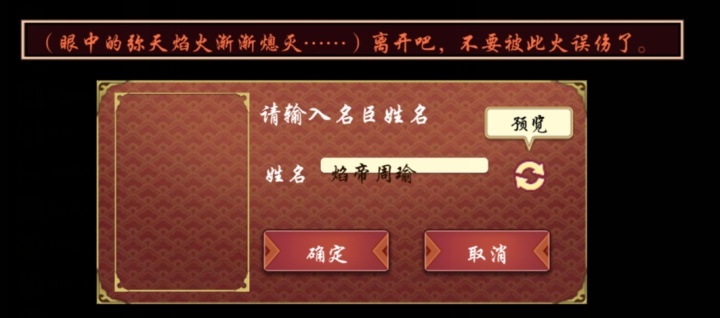 （眼中的弥天焰火渐渐熄灭……）离开吧，不要被此火误伤了。
请输入名臣姓名
预览
姓名 焰帝周瑜
确定 取消